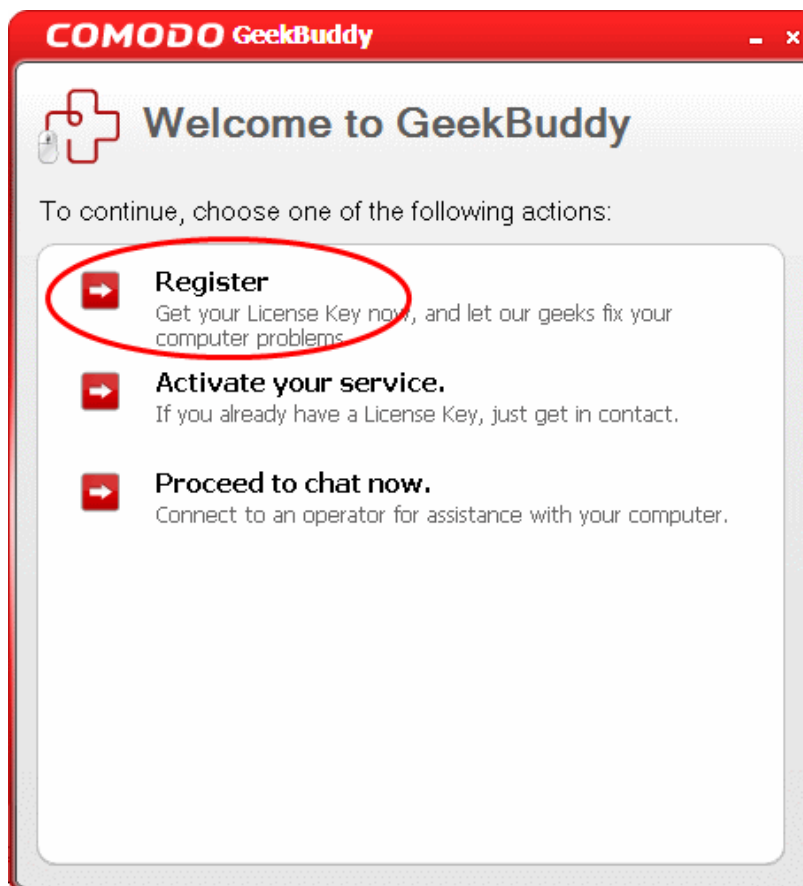 COMODO GeekBuddy
Welcome to GeekBuddy
To continue, choose one of the following actions:
Register
Get your License Key now, and let our geeks fix your
computer problems.
Activate your service.
If you already have a License Key, just get in contact.
Proceed to chat now.
Connect to an operator for assistance with your computer.